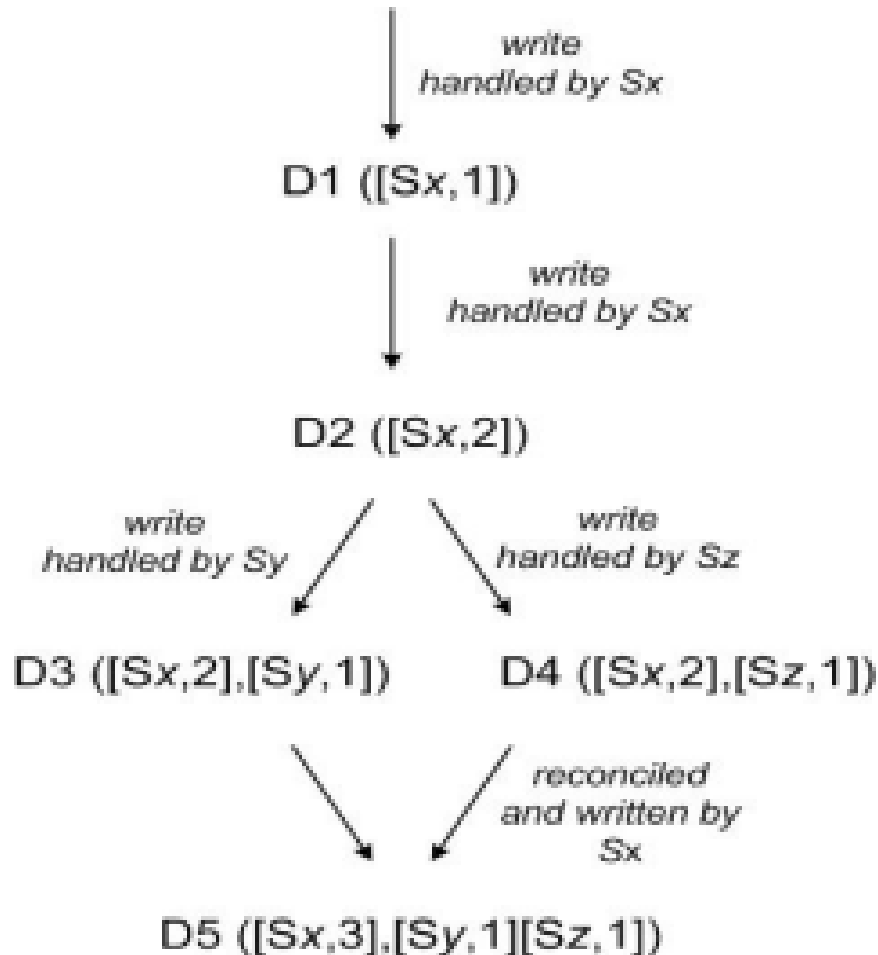 write
handled by Sx
D1 ([Sx,1])
write
handled by Sx
D2 ([Sx,2])
write
handled by Sy
write
handled by Sz
D3 ([Sx,2],[Sy,1])
D4 ([Sx,2],[Sz,1])
reconciled
and written by
Sx
D5 ([Sx,3],[Sy,1][Sz,1])